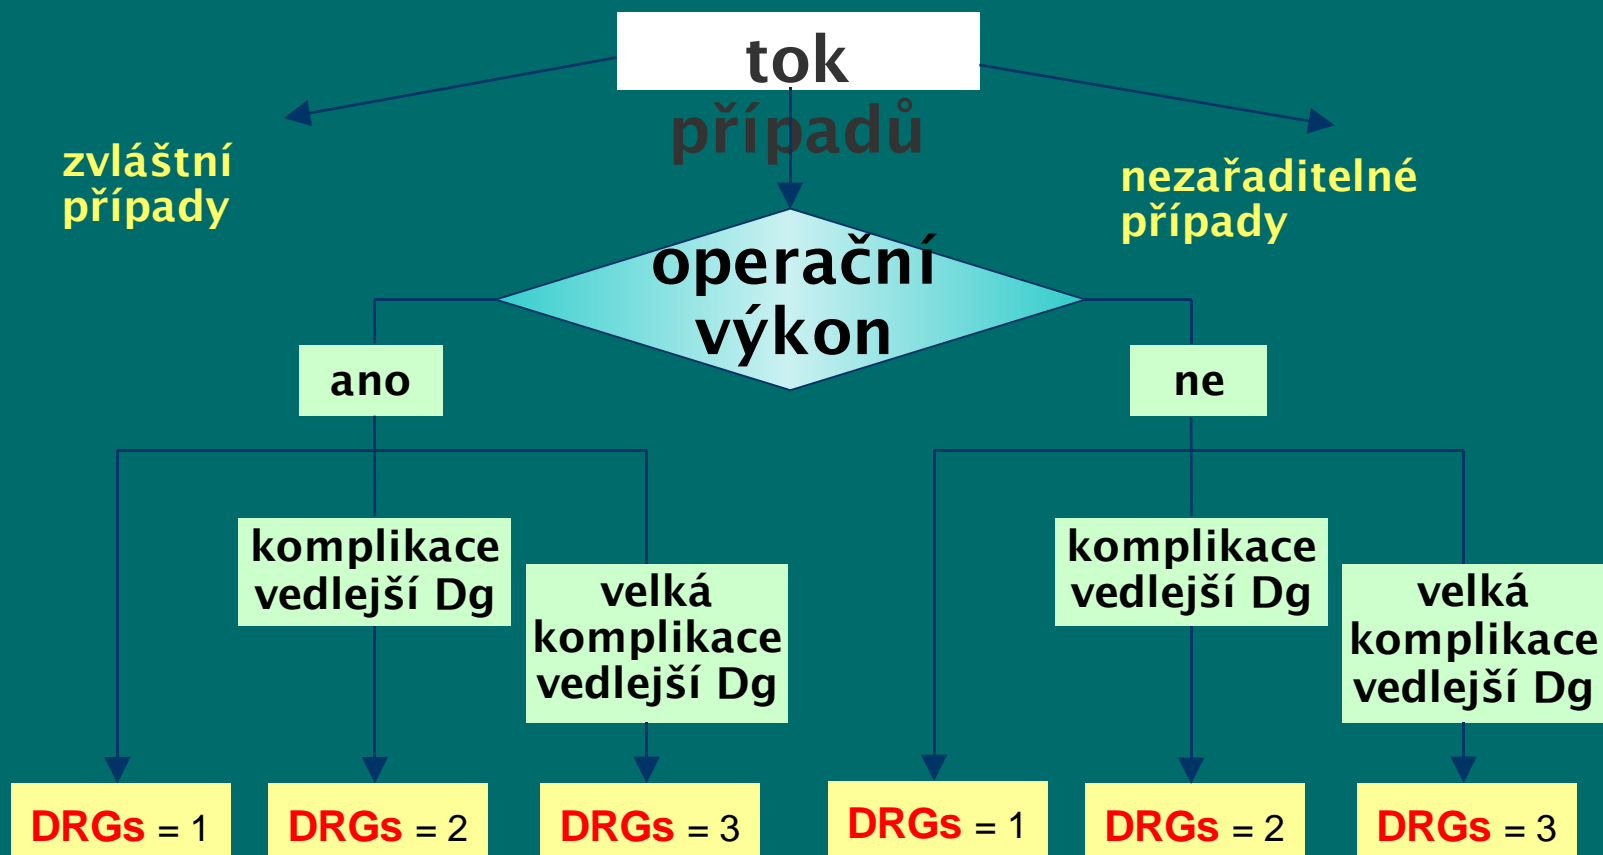 tok
případů
zvláštní
případy
nezařaditelné
případy
operační
výkon
ano
ne
komplikace
vedlejší Dg
velká
komplikace
vedlejší Dg
komplikace
vedlejší Dg
velká
komplikace
vedlejší Dg
DRGs = 1
DRGs = 2
DRGs = 3
DRGs = 1
DRGs = 2
DRGs = 3